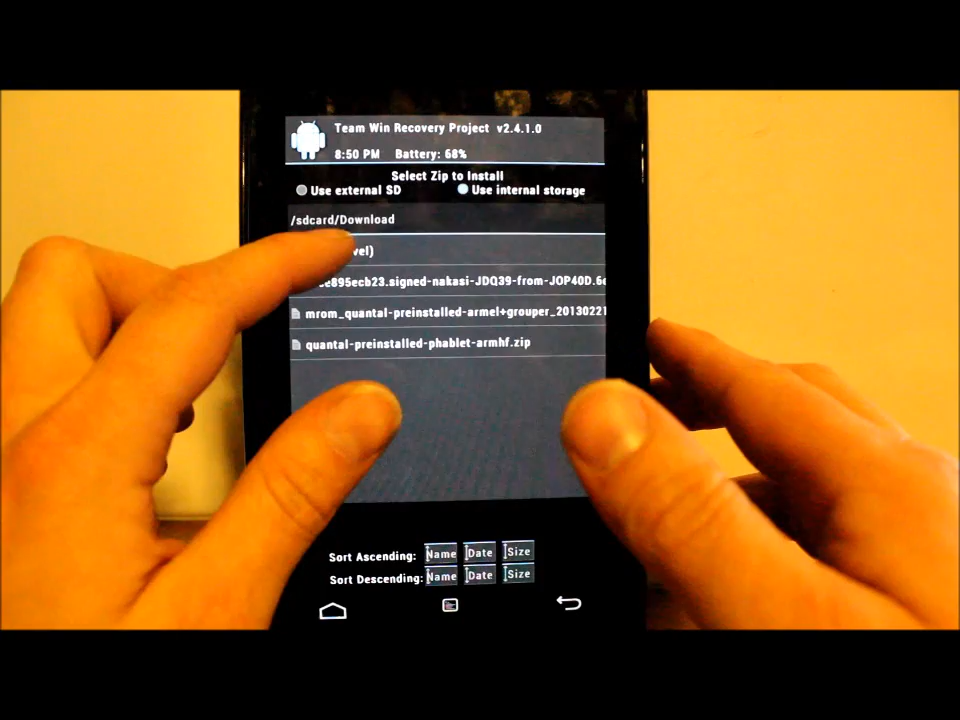 Team Win Recovery Project v2.4.1.0
8:50 PM Battery: 68%
Select Zip to Install
Use external SD Use internal storage
/sdcard/Download
vel)
e895ecb23.signed-nakasi-JDQ39-from-JOP40D.6
mrom_quantal-preinstalled-armel+grouper_20130221
quantal-preinstalled-phablet-armhf.zip
Sort Ascending: Name Date Size
Sort Descending: Name Date Size